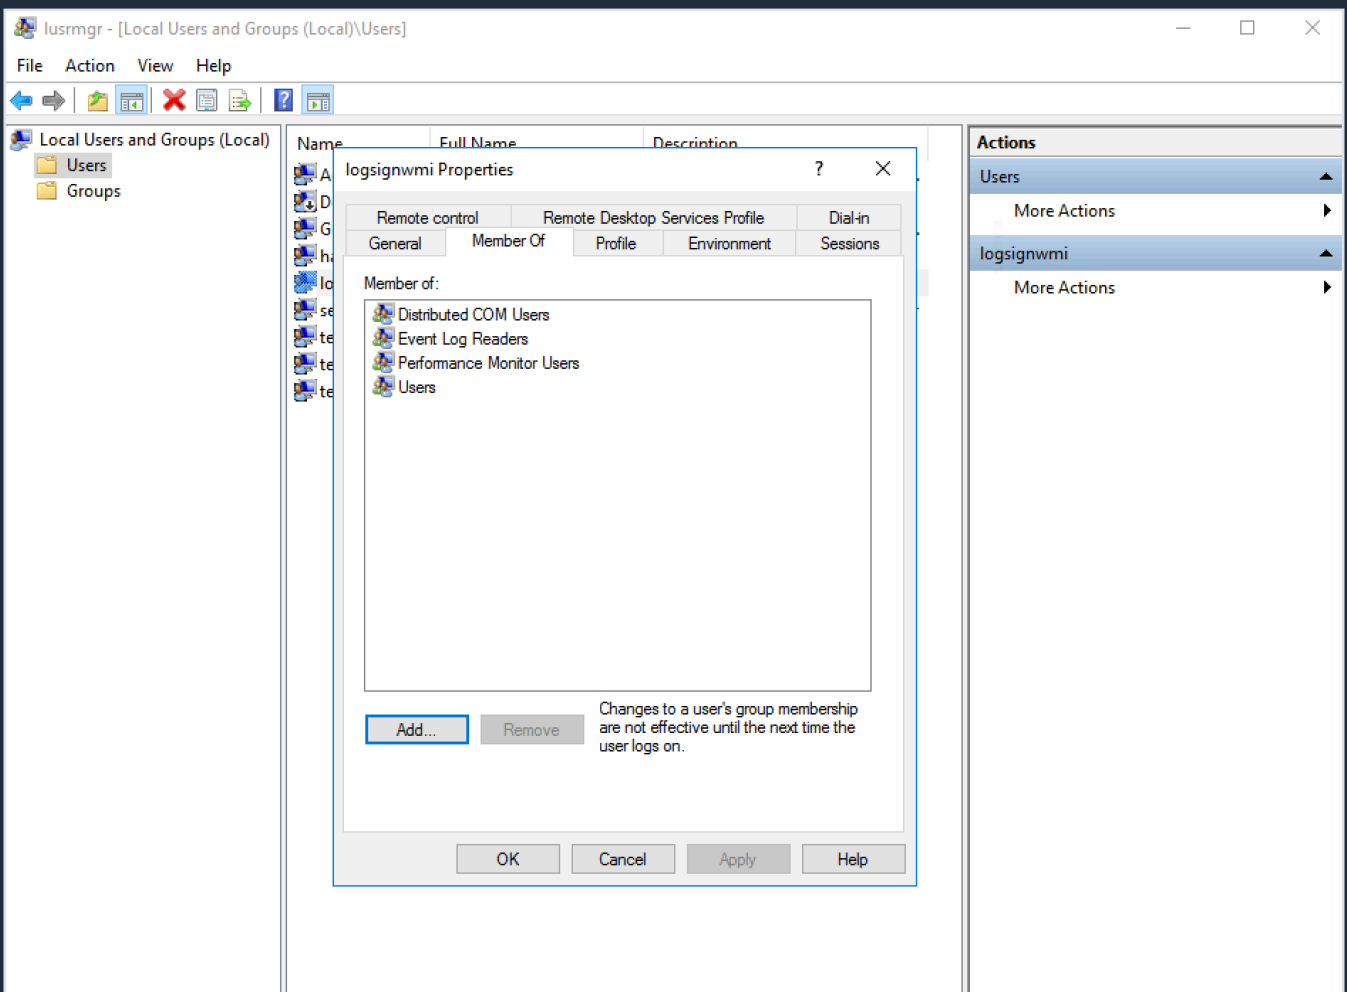 lusrmgr - [Local Users and Groups (Local)\Users]
File Action View Help
Local Users and Groups (Local)
Users
Groups
Name Full Name Description
logsignwmi Properties
?
Remote control Remote Desktop Services Profile Dial-in
General Member Of Profile Environment Sessions
Member of:
Distributed COM Users
Event Log Readers
Performance Monitor Users
Users
Add... Remove
Changes to a user's group membership
are not effective until the next time the
user logs on.
OK Cancel Apply Help
Actions
Users
More Actions
logsignwmi
More Actions